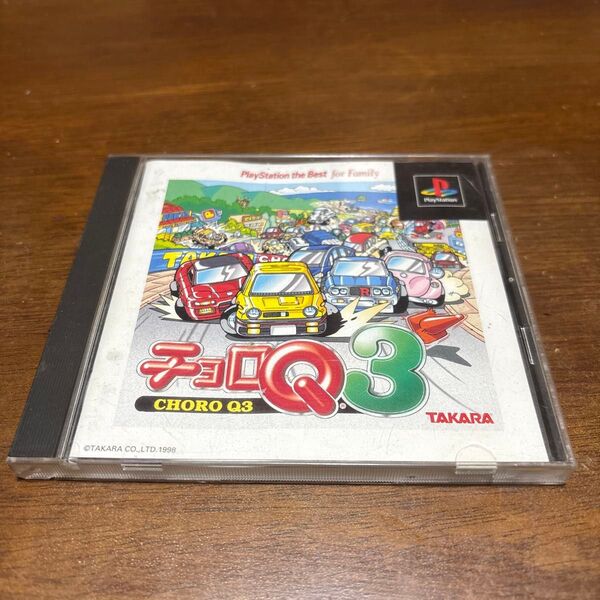 PlayStation the Best for Family
PlayStation
チョロQ3
CHORO Q3
TAKARA
©TAKARA CO.,LTD.1998